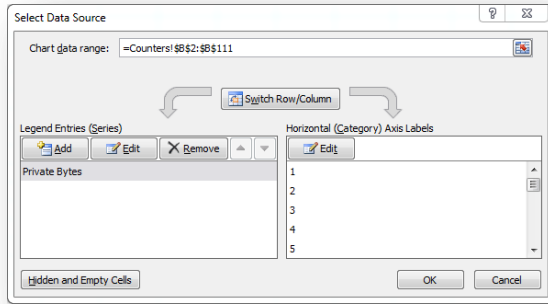 Select Data Source
Chart data range: =Counters!$B$2:$B$111
Switch Row/Column
Legend Entries (Series)
Add Edit Remove
Private Bytes
Horizontal (Category) Axis Labels
Edit
1
2
3
4
5
Hidden and Empty Cells
OK Cancel